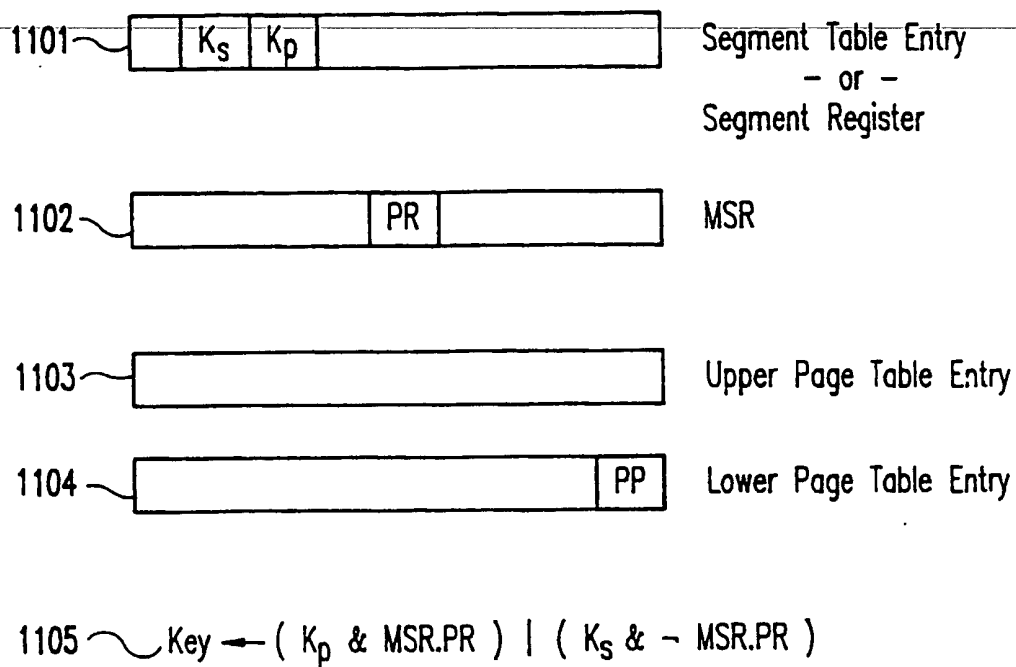 1101 Ks Kp Segment Table Entry
- or -
Segment Register
1102 PR MSR
1103 Upper Page Table Entry
1104 PP Lower Page Table Entry
1105 Key ← ( Kp & MSR.PR ) | ( Ks & ¬ MSR.PR )